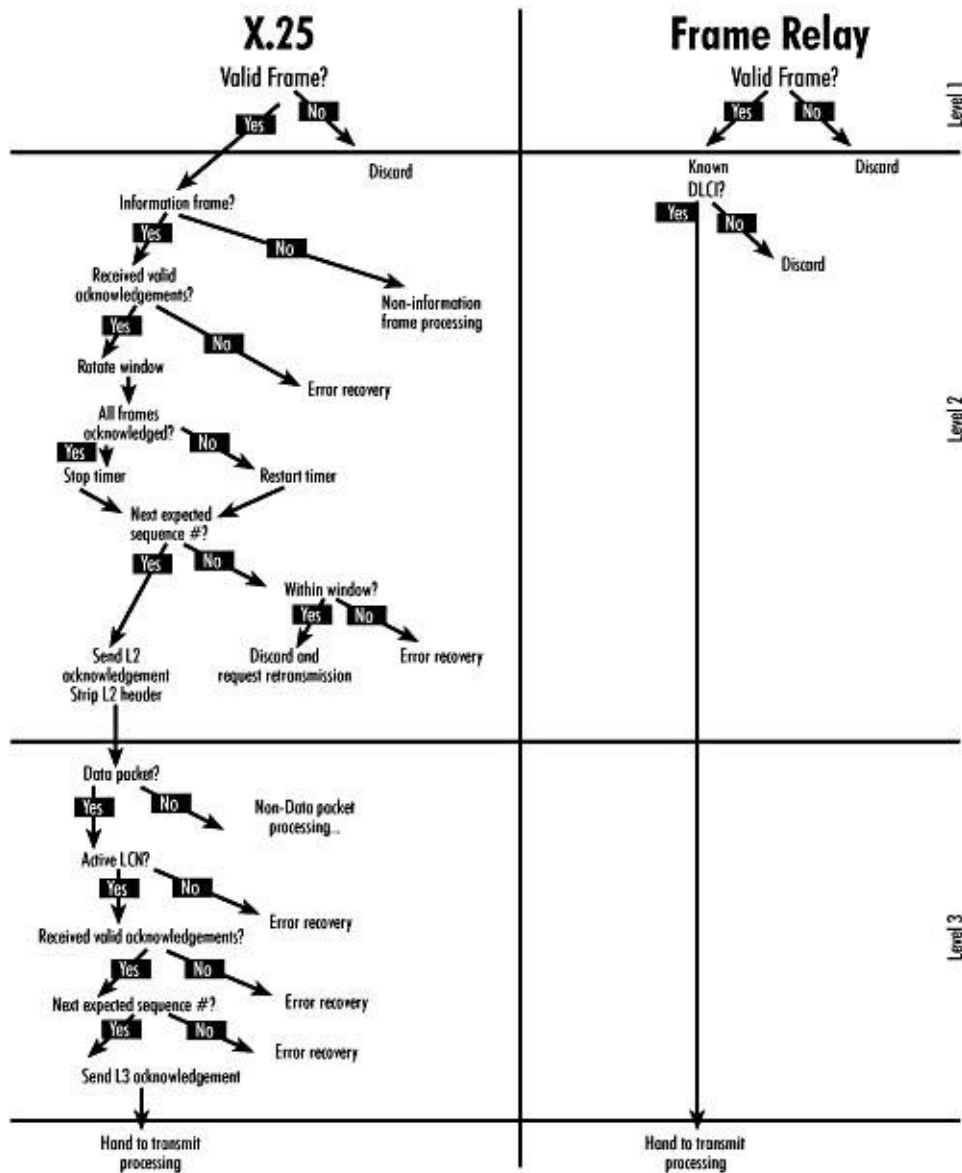 X.25
Valid Frame?
Yes
No
Discard
Information frame?
Yes
No
Received valid
acknowledgements?
Non-information
frame processing
Yes
No
Rotate window
Error recovery
All frames
acknowledged?
Yes
No
Stop timer
Restart timer
Next expected
sequence #?
Yes
No
Within window?
Yes
No
Send L2
acknowledgement
Strip L2 header
Discard and
request retransmission
Error recovery
Data packet?
Yes
No
Non-Data packet
processing...
Active LCN?
Yes
No
Error recovery
Received valid acknowledgements?
Yes
No
Error recovery
Next expected sequence #?
Yes
No
Error recovery
Send L3 acknowledgement
Hand to transmit
processing
Frame Relay
Valid Frame?
Yes
No
Known
DLCI?
Discard
Yes
No
Discard
Hand to transmit
processing
Level 1
Level 2
Level 3